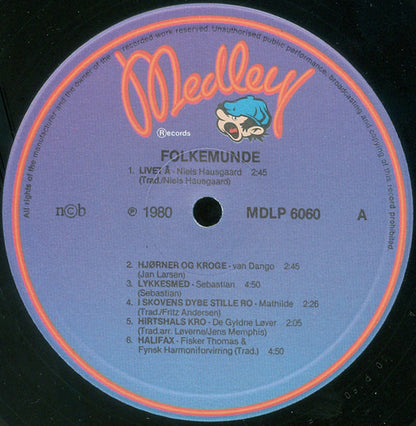 All rights of the manufacturer and the owner of the recorded work reserved. Unauthorised public performance, broadcasting and copying of this record prohibited
Medley
Records
FOLKEMUNDE
1. LIVET Å - Niels Hausgaard 2:45
(Trad./Niels Hausgaard)
n©b ℗ 1980 MDLP 6060 A
2. HJØRNER OG KROGE - van Dango 2:45
(Jan Larsen)
3. LYKKESMED - Sebastian 4:50
(Sebastian)
4. I SKOVENS DYBE STILLE RO - Mathilde 2:26
(Trad./Fritz Andersen)
5. HIRTSHALS KRO - De Gyldne Løver 2:05
(Trad.arr. Løverne/Jens Memphis)
6. HALIFAX - Fisker Thomas &
Fynsk Harmoniforvirring (Trad.) 4:50